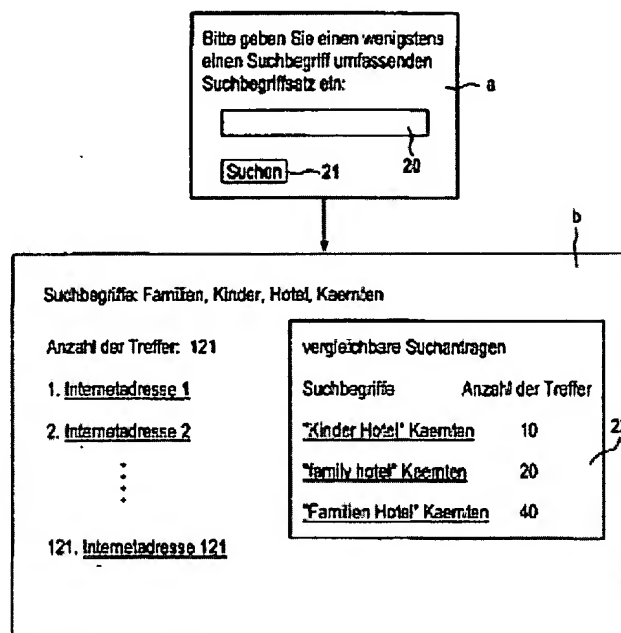 Bitte geben Sie einen wenigstens
einen Suchbegriff umfassenden
Suchbegriffsatz ein:
a
20
Suchen 21
b
Suchbegriffe: Familien, Kinder, Hotel, Kaernten
Anzahl der Treffer: 121
1. Internetadresse 1
2. Internetadresse 2
121. Internetadresse 121
vergleichbare Suchanfragen
Suchbegriffe Anzahl der Treffer
"Kinder Hotel" Kaernten 10
"family hotel" Kaernten 20
"Familien Hotel" Kaernten 40